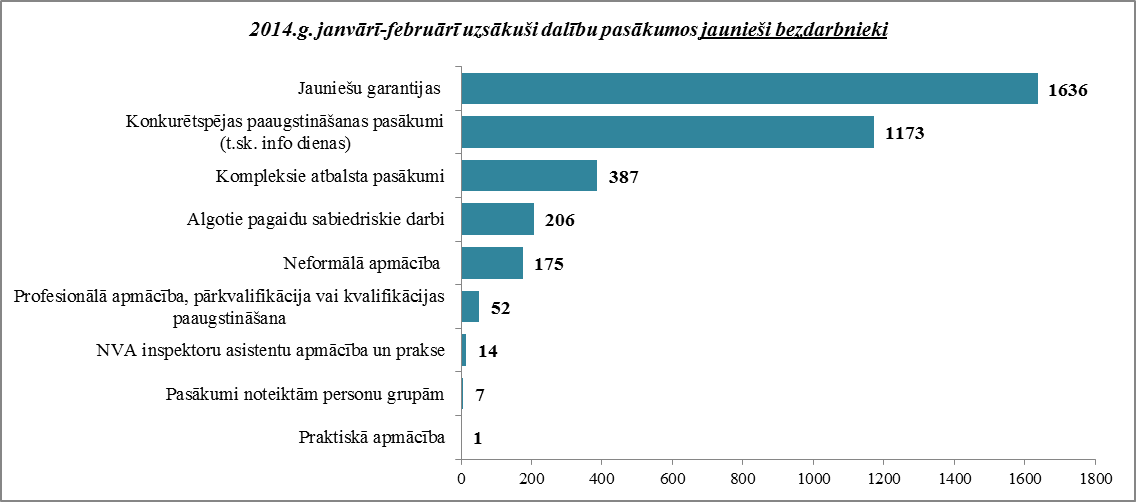 2014.g. janvārī-februārī uzsākuši dalību pasākumos jaunieši bezdarbnieki
Jauniešu garantijas
1636
Konkurētspējas paaugstināšanas pasākumi
(t.sk. info dienas)
1173
Kompleksie atbalsta pasākumi
387
Algotie pagaidu sabiedriskie darbi
206
Neformālā apmācība
175
Profesionālā apmācība, pārkvalifikācija vai kvalifikācijas
paaugstināšana
52
NVA inspektoru asistentu apmācība un prakse
14
Pasākumi noteiktām personu grupām
7
Praktiskā apmācība
1
0 200 400 600 800 1000 1200 1400 1600 1800